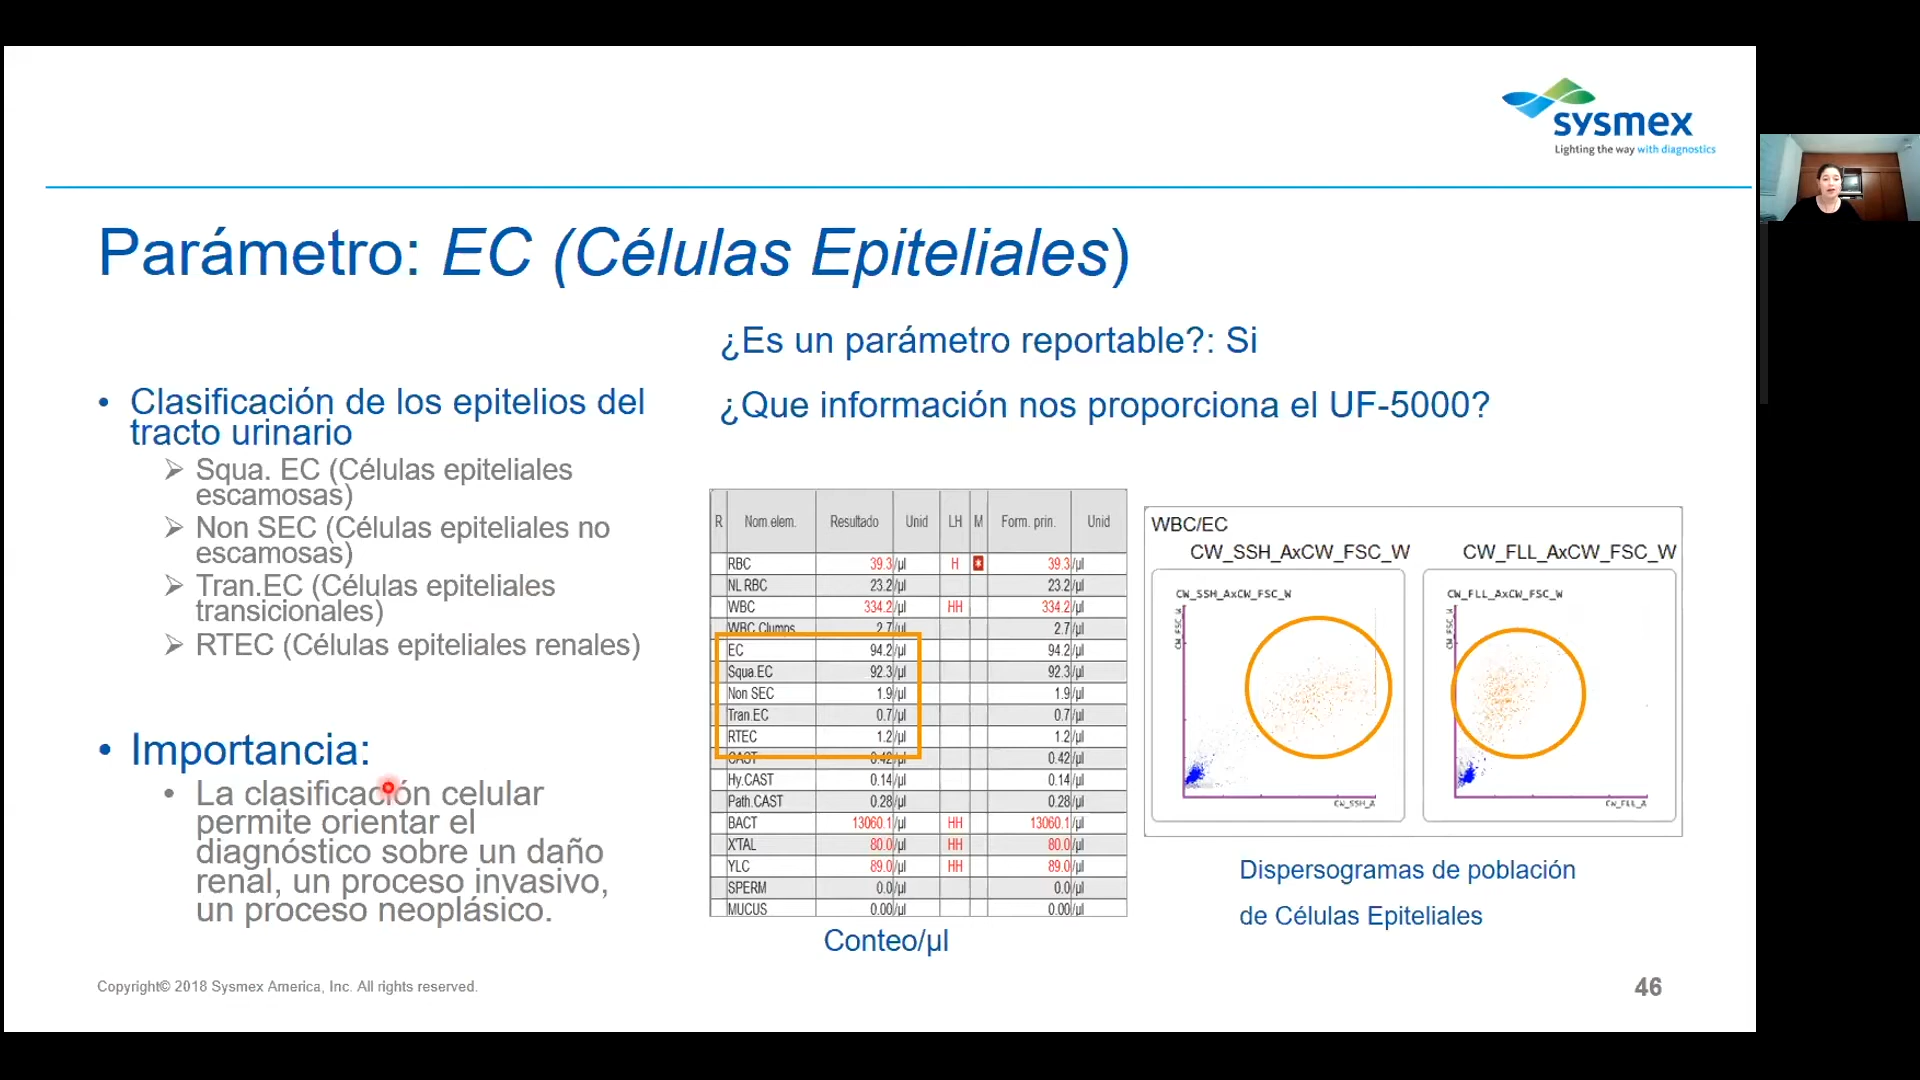 sysmex
Lighting the way with diagnostics
Parámetro: EC (Células Epiteliales)
• Clasificación de los epitelios del
tracto urinario
➢ Squa. EC (Células epiteliales
escamosas)
➢ Non SEC (Células epiteliales no
escamosas)
➢ Tran.EC (Células epiteliales
transicionales)
➢ RTEC (Células epiteliales renales)
• Importancia:
• La clasificación celular
permite orientar el
diagnóstico sobre un daño
renal, un proceso invasivo,
un proceso neoplásico.
¿Es un parámetro reportable?: Si
¿Que información nos proporciona el UF-5000?
R Nom.elem. Resultado Unid LH M Form. prin. Unid
RBC 39.3 /µl H * 39.3 /µl
NL RBC 23.2 /µl 23.2 /µl
WBC 334.2 /µl HH 334.2 /µl
WBC Clumps 2.7 /µl 2.7 /µl
EC 94.2 /µl 94.2 /µl
Squa.EC 92.3 /µl 92.3 /µl
Non SEC 1.9 /µl 1.9 /µl
Tran.EC 0.7 /µl 0.7 /µl
RTEC 1.2 /µl 1.2 /µl
CAST 0.42 /µl 0.42 /µl
Hy.CAST 0.14 /µl 0.14 /µl
Path.CAST 0.28 /µl 0.28 /µl
BACT 13060.1 /µl HH 13060.1 /µl
X'TAL 80.0 /µl HH 80.0 /µl
YLC 89.0 /µl HH 89.0 /µl
SPERM 0.0 /µl 0.0 /µl
MUCUS 0.00 /µl 0.00 /µl
Conteo/µl
WBC/EC
CW_SSH_AxCW_FSC_W CW_FLL_AxCW_FSC_W
CW_SSH_AxCW_FSC_W
CW_FSC_W
CW_SSH_A
CW_FLL_AxCW_FSC_W
CW_FSC_W
CW_FLL_A
Dispersogramas de población
de Células Epiteliales
Copyright© 2018 Sysmex America, Inc. All rights reserved.
46